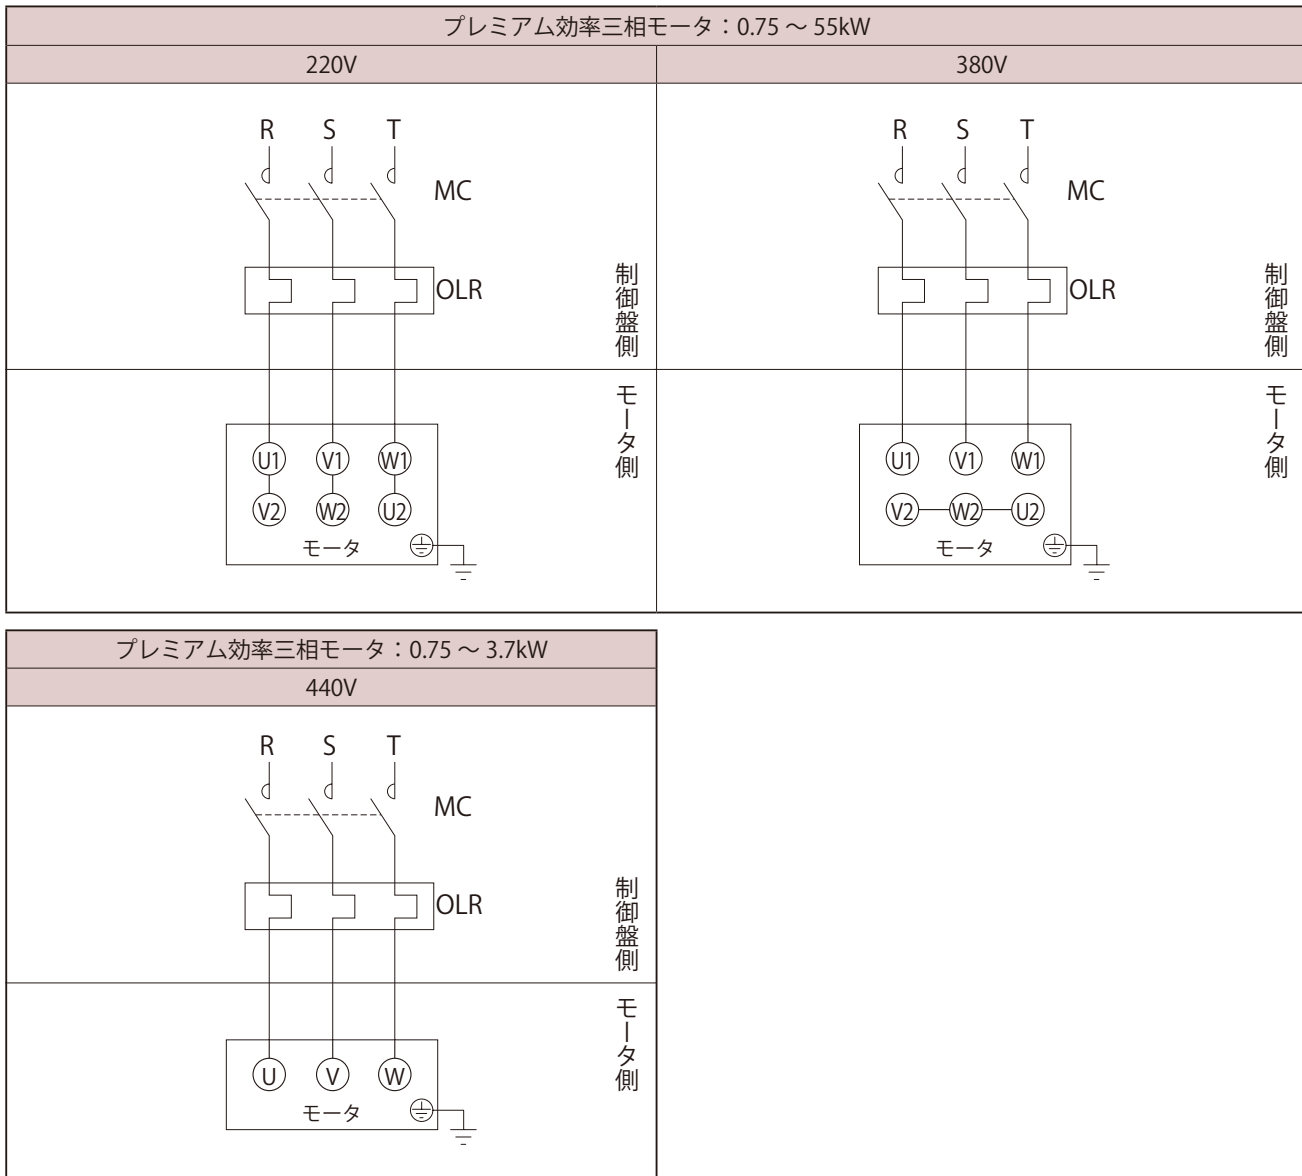 プレミアム効率三相モータ：0.75 ～ 55kW
220V
380V
R S T
MC
OLR
制御盤側
モータ側
U1 V1 W1
V2 W2 U2
モータ
R S T
MC
OLR
制御盤側
モータ側
U1 V1 W1
V2 W2 U2
モータ
プレミアム効率三相モータ：0.75 ～ 3.7kW
440V
R S T
MC
OLR
制御盤側
モータ側
U V W
モータ